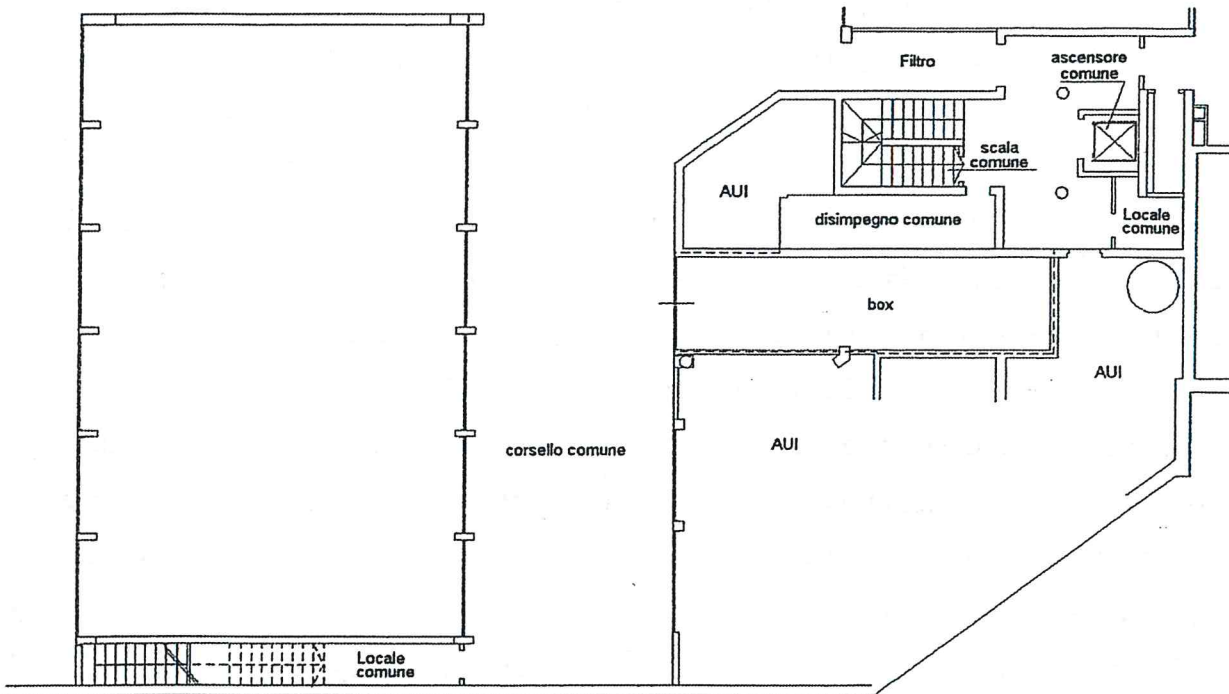 Filtro
ascensore
comune
scala
comune
AUI
disimpegno comune
Locale
comune
box
AUI
AUI
corsello comune
Locale
comune